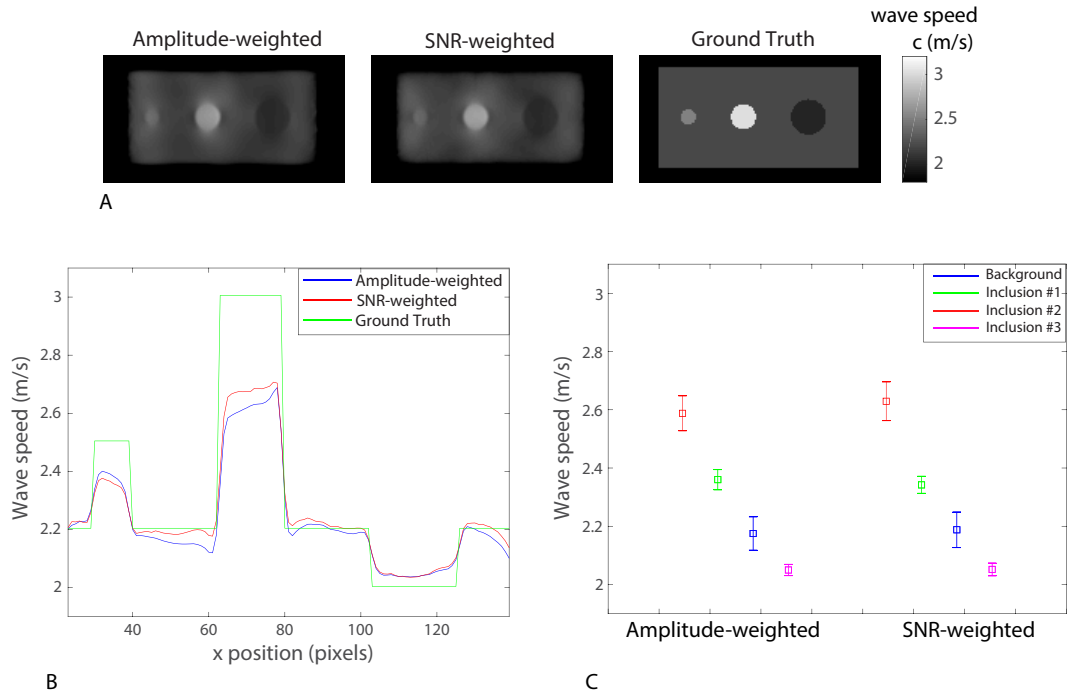 wave speed
Amplitude-weighted SNR-weighted Ground Truth c (m/s)
3
2.5
2
A
3
2.8
2.6
2.4
2.2
2
Wave speed (m/s)
Amplitude-weighted
SNR-weighted
Ground Truth
40 60 80 100 120
x position (pixels)
B
3
2.8
2.6
2.4
2.2
2
Wave speed (m/s)
Background
Inclusion #1
Inclusion #2
Inclusion #3
Amplitude-weighted SNR-weighted
C